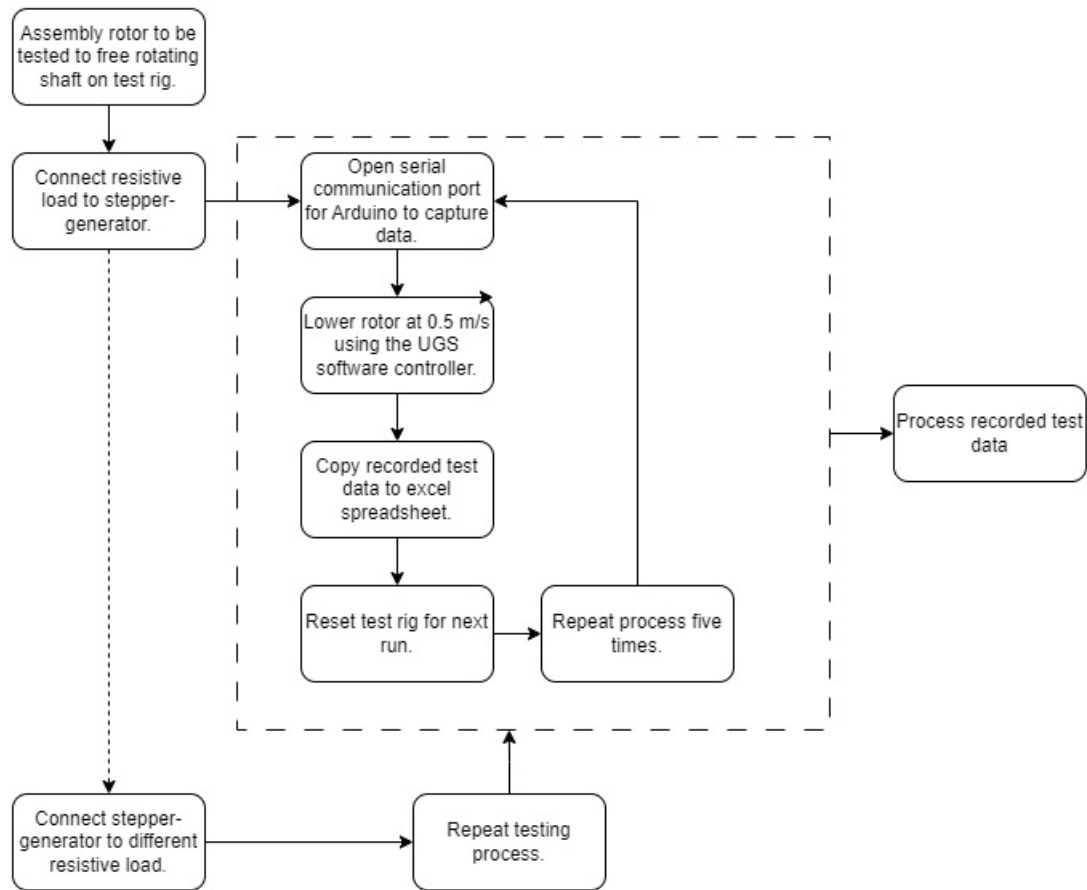 Assembly rotor to be
tested to free rotating
shaft on test rig.
Connect resistive
load to stepper-
generator.
Open serial
communication port
for Arduino to capture
data.
Lower rotor at 0.5 m/s
using the UGS
software controller.
Copy recorded test
data to excel
spreadsheet.
Reset test rig for next
run.
Repeat process five
times.
Process recorded test
data
Connect stepper-
generator to different
resistive load.
Repeat testing
process.